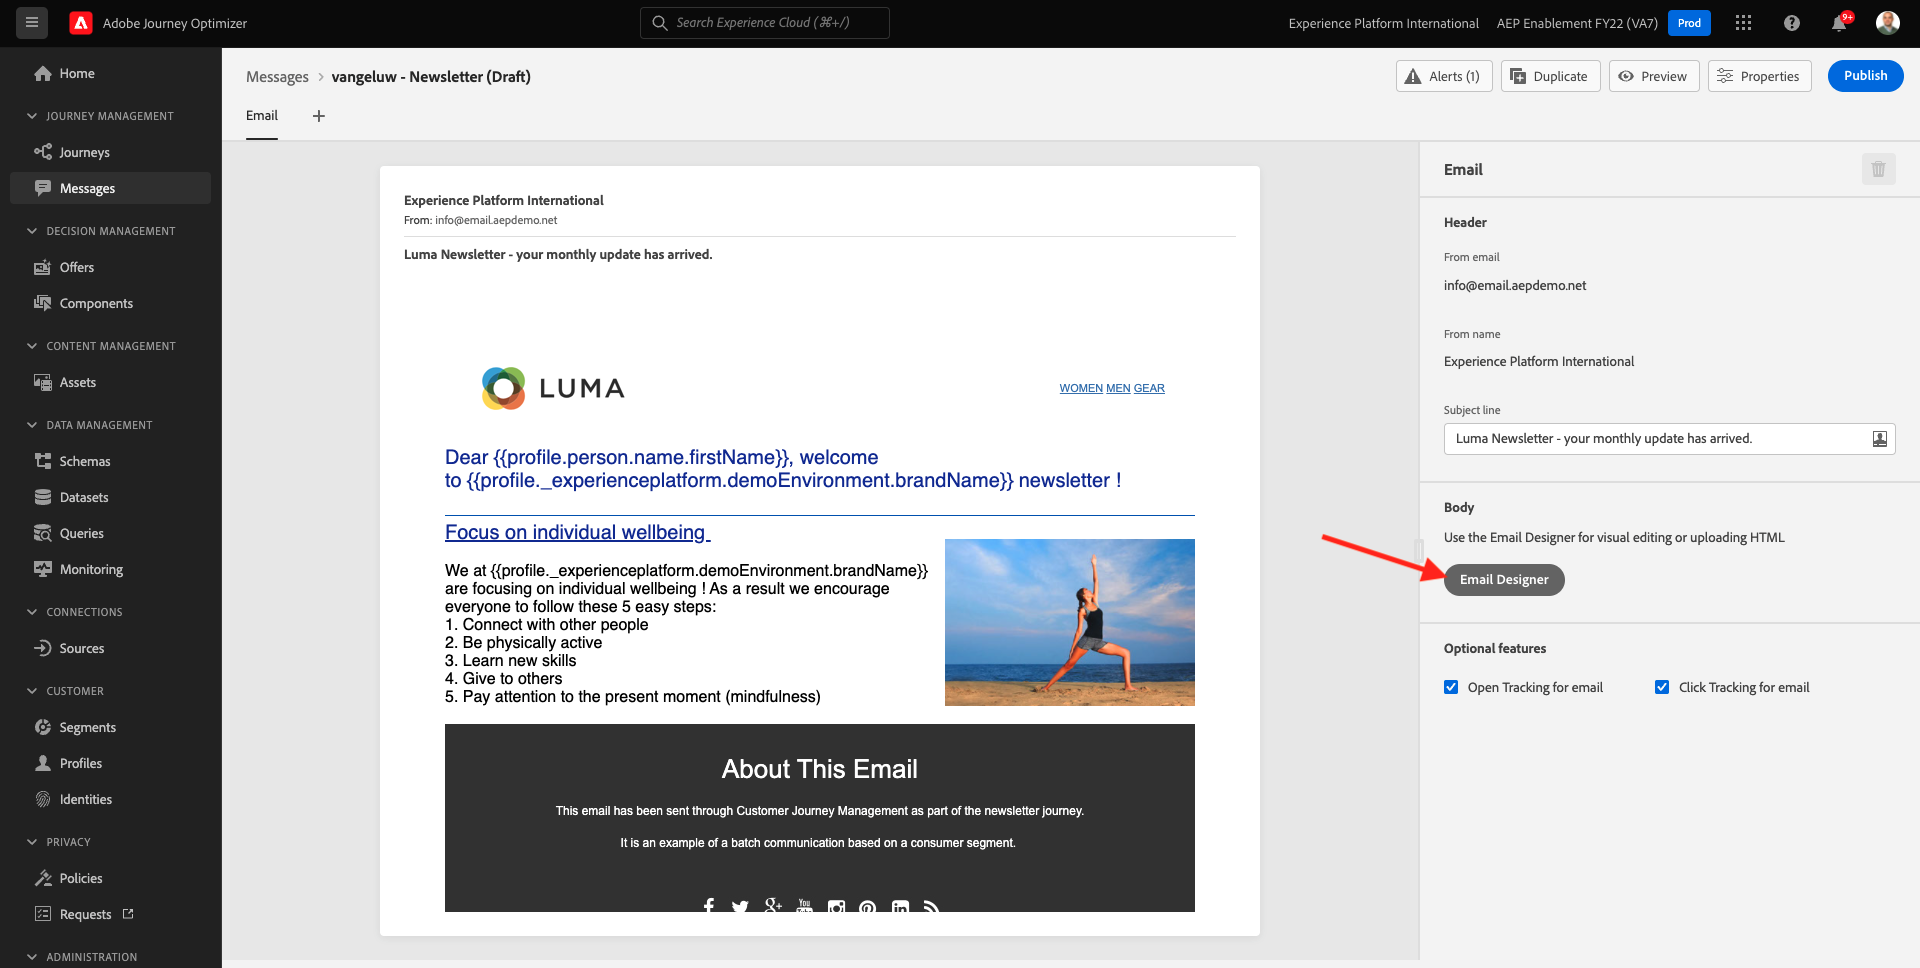 Adobe Journey Optimizer
Search Experience Cloud (⌘+/)
Experience Platform International
AEP Enablement FY22 (VA7)
Prod
9+
Home
JOURNEY MANAGEMENT
Journeys
Messages
DECISION MANAGEMENT
Offers
Components
CONTENT MANAGEMENT
Assets
DATA MANAGEMENT
Schemas
Datasets
Queries
Monitoring
CONNECTIONS
Sources
CUSTOMER
Segments
Profiles
Identities
PRIVACY
Policies
Requests
ADMINISTRATION
Messages > vangeluw - Newsletter (Draft)
Alerts (1)
Duplicate
Preview
Properties
Publish
Email +
Experience Platform International
From: info@email.aepdemo.net
Luma Newsletter - your monthly update has arrived.
LUMA
WOMEN MEN GEAR
Dear {{profile.person.name.firstName}}, welcome
to {{profile._experienceplatform.demoEnvironment.brandName}} newsletter !
Focus on individual wellbeing
We at {{profile._experienceplatform.demoEnvironment.brandName}}
are focusing on individual wellbeing ! As a result we encourage
everyone to follow these 5 easy steps:
1. Connect with other people
2. Be physically active
3. Learn new skills
4. Give to others
5. Pay attention to the present moment (mindfulness)
About This Email
This email has been sent through Customer Journey Management as part of the newsletter journey.
It is an example of a batch communication based on a consumer segment.
Email
Header
From email
info@email.aepdemo.net
From name
Experience Platform International
Subject line
Luma Newsletter - your monthly update has arrived.
Body
Use the Email Designer for visual editing or uploading HTML
Email Designer
Optional features
Open Tracking for email
Click Tracking for email